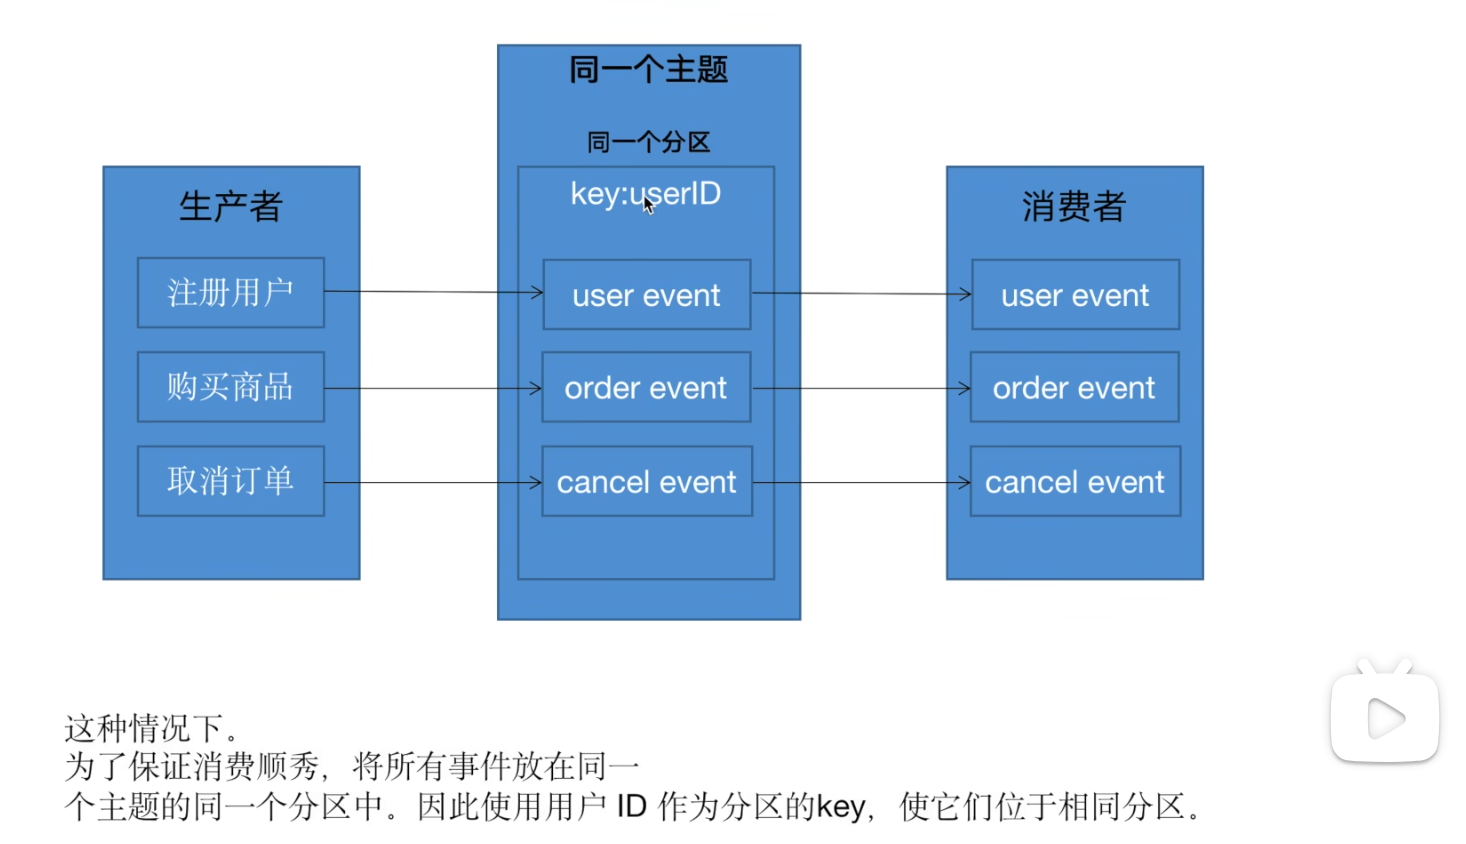 同一个主题
同一个分区
key:userID
生产者
注册用户
购买商品
取消订单
user event
order event
cancel event
消费者
user event
order event
cancel event
这种情况下。
为了保证消费顺秀，将所有事件放在同一
个主题的同一个分区中。因此使用用户 ID 作为分区的key，使它们位于相同分区。